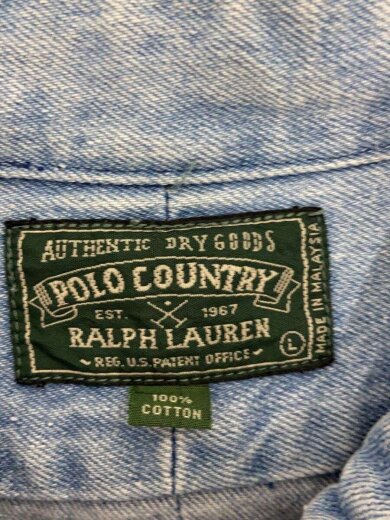 AUTHENTIC DRY GOODS
POLO COUNTRY
EST. 1967
RALPH LAUREN
REG. U.S. PATENT OFFICE
L
MADE IN MALAYSIA
100%
COTTON